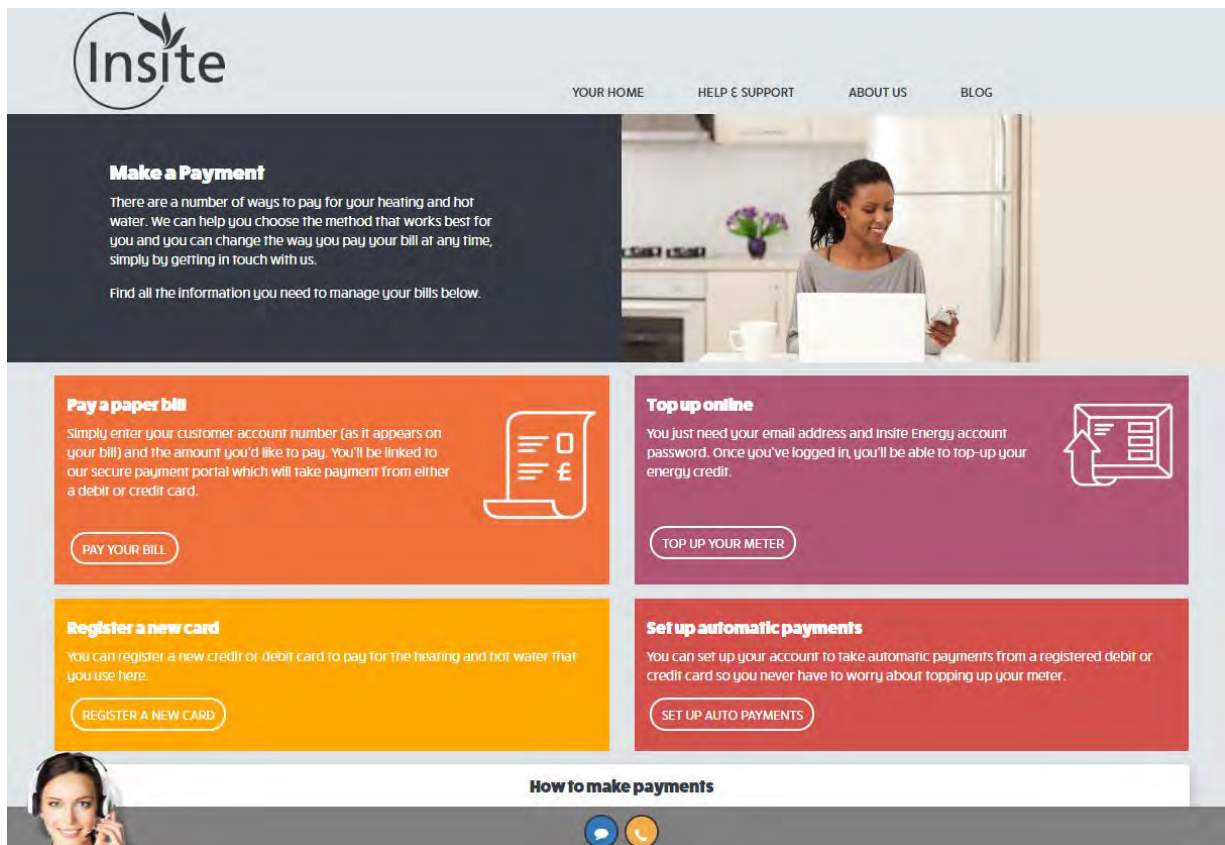 Insite
YOUR HOME HELP & SUPPORT ABOUT US BLOG
Make a Payment
There are a number of ways to pay for your heating and hot
water. We can help you choose the method that works best for
you and you can change the way you pay your bill at any time,
simply by getting in touch with us.
Find all the information you need to manage your bills below.
Pay a paper bill
Simply enter your customer account number (as it appears on
your bill) and the amount you'd like to pay. You'll be linked to
our secure payment portal which will take payment from either
a debit or credit card.
£
PAY YOUR BILL
Top up online
You just need your email address and Insite Energy account
password. Once you've logged in, you'll be able to top-up your
energy credit.
TOP UP YOUR METER
Register a new card
You can register a new credit or debit card to pay for the heating and hot water that
you use here.
REGISTER A NEW CARD
Set up automatic payments
You can set up your account to take automatic payments from a registered debit or
credit card so you never have to worry about topping up your meter.
SET UP AUTO PAYMENTS
How to make payments